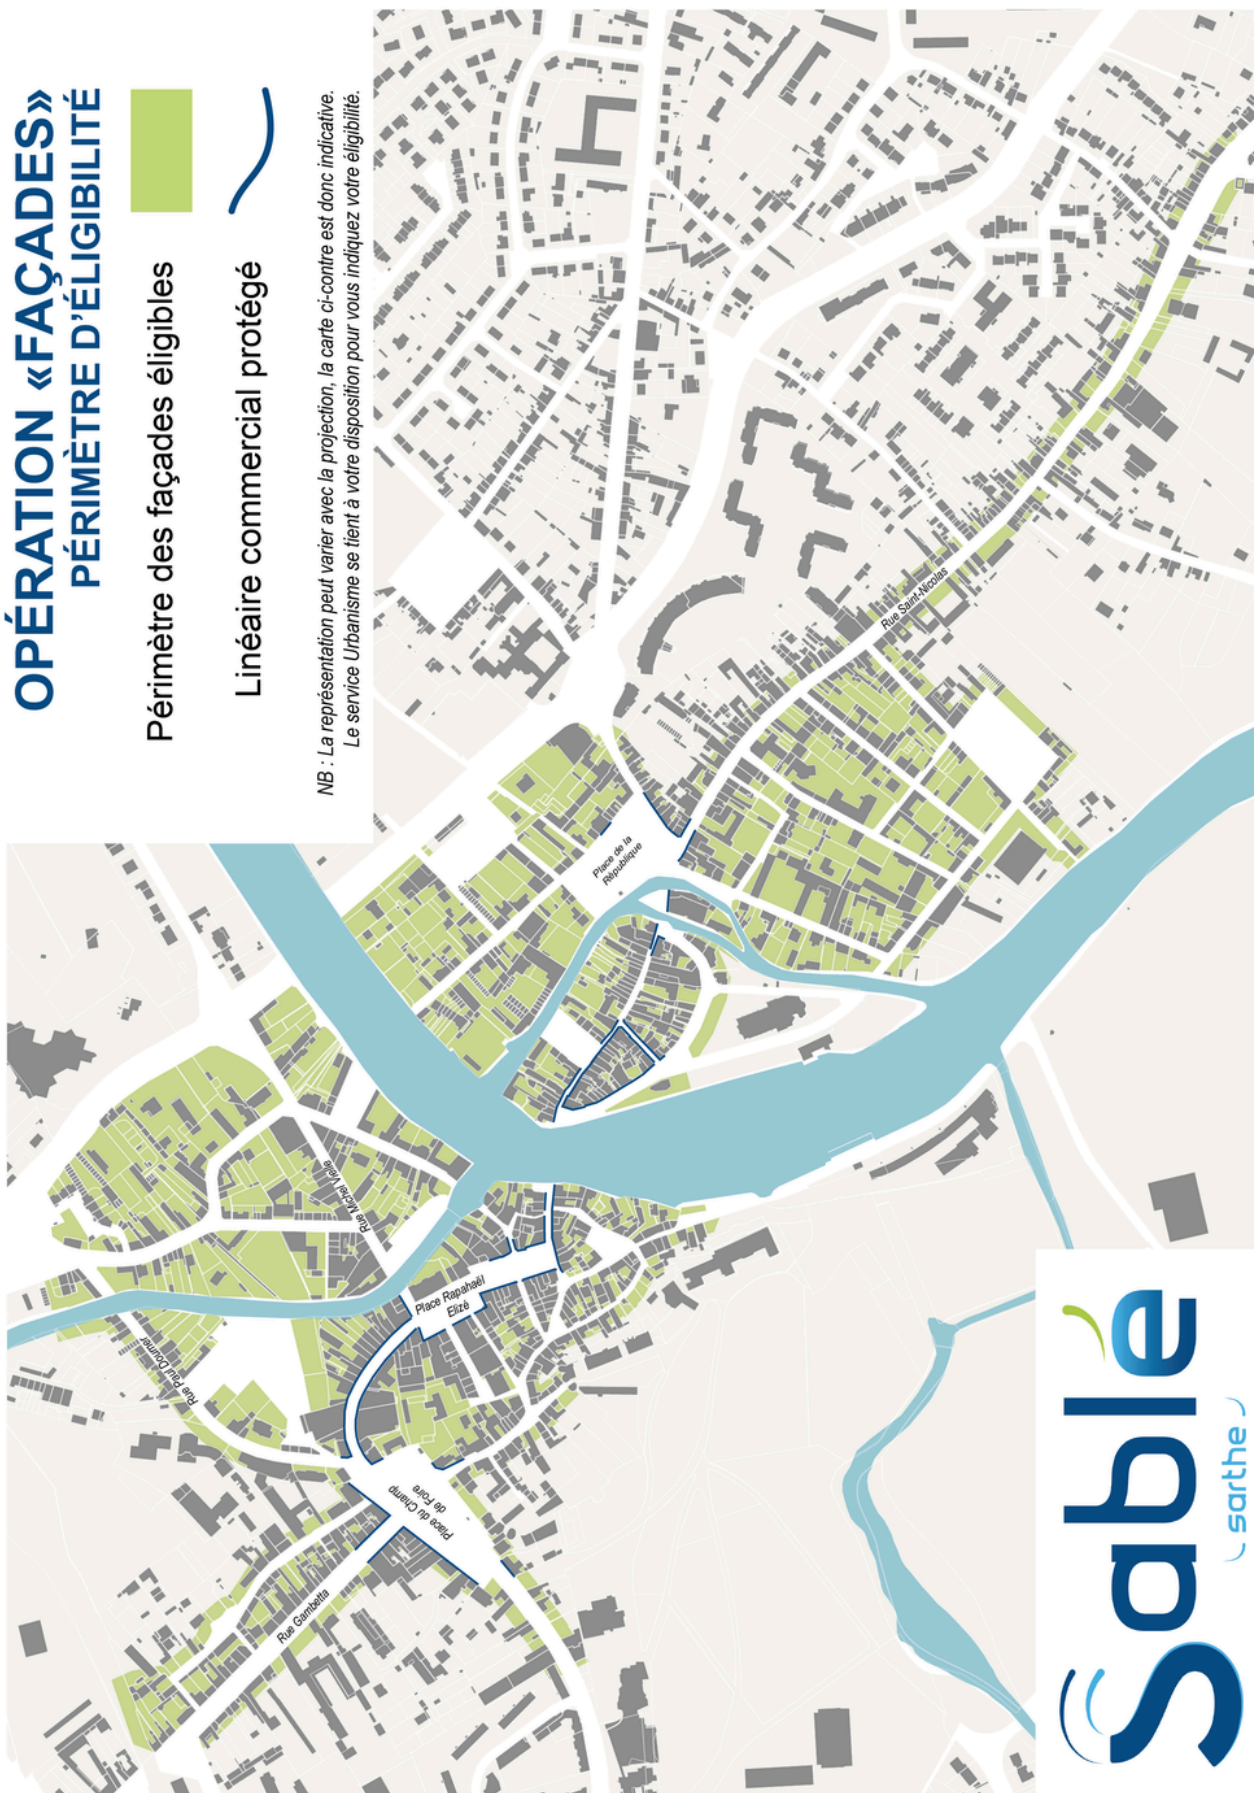 OPÉRATION «FAÇADES»
PÉRIMÈTRE D'ÉLIGIBILITÉ
Périmètre des façades éligibles
Linéaire commercial protégé
NB : La représentation peut varier avec la projection, la carte ci-contre est donc indicative.
Le service Urbanisme se tient à votre disposition pour vous indiquez votre éligibilité.
Rue Saint-Nicolas
Place de la
République
Rue Michel Vielle
Place Rapahaël
Elizé
Rue Paul Doumer
Place du Champ
de Foire
Rue Gambetta
Sablé
sarthe